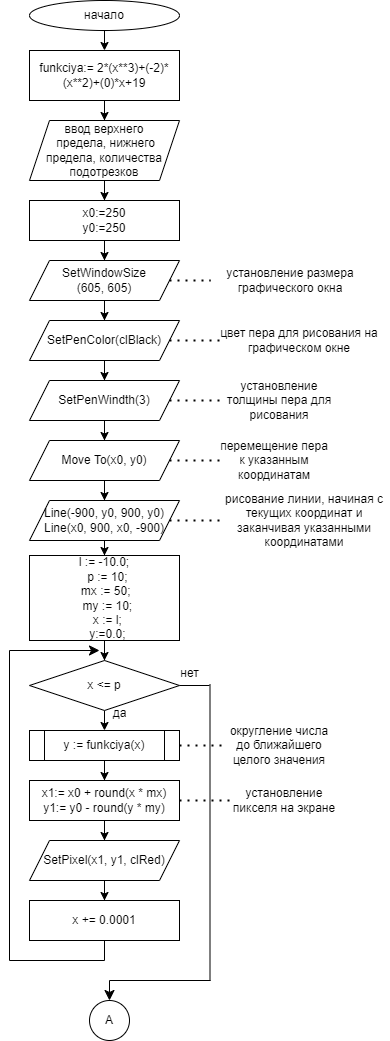 начало
funkciya:= 2*(x**3)+(-2)*
(x**2)+(0)*x+19
ввод верхнего
предела, нижнего
предела, количества
подотрезков
x0:=250
y0:=250
SetWindowSize
(605, 605)
установление размера
графического окна
SetPenColor(clBlack)
цвет пера для рисования на
графическом окне
SetPenWindth(3)
установление
толщины пера для
рисования
Move To(x0, y0)
перемещение пера
к указанным
координатам
Line(-900, y0, 900, y0)
Line(x0, 900, x0, -900)
рисование линии, начиная с
текущих координат и
заканчивая указанными
координатами
l := -10.0;
p := 10;
mx := 50;
my := 10;
x := l;
y:=0.0;
x <= p
нет
да
y := funkciya(x)
округление числа
до ближайшего
целого значения
x1:= x0 + round(x * mx)
y1:= y0 - round(y * my)
установление
пикселя на экране
SetPixel(x1, y1, clRed)
x += 0.0001
A